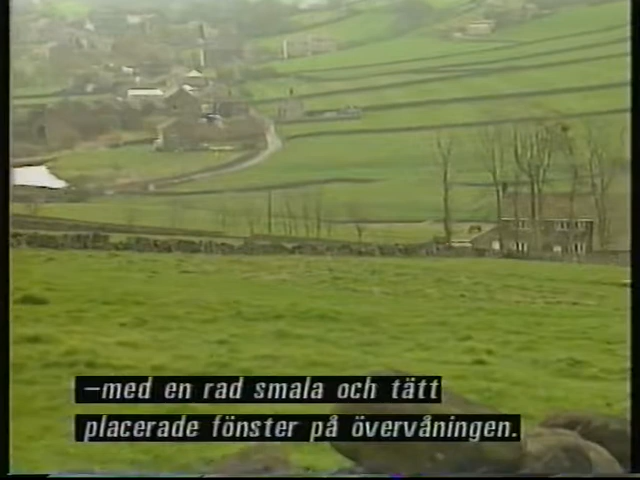 –med en rad smala och tätt
placerade fönster på övervåningen.